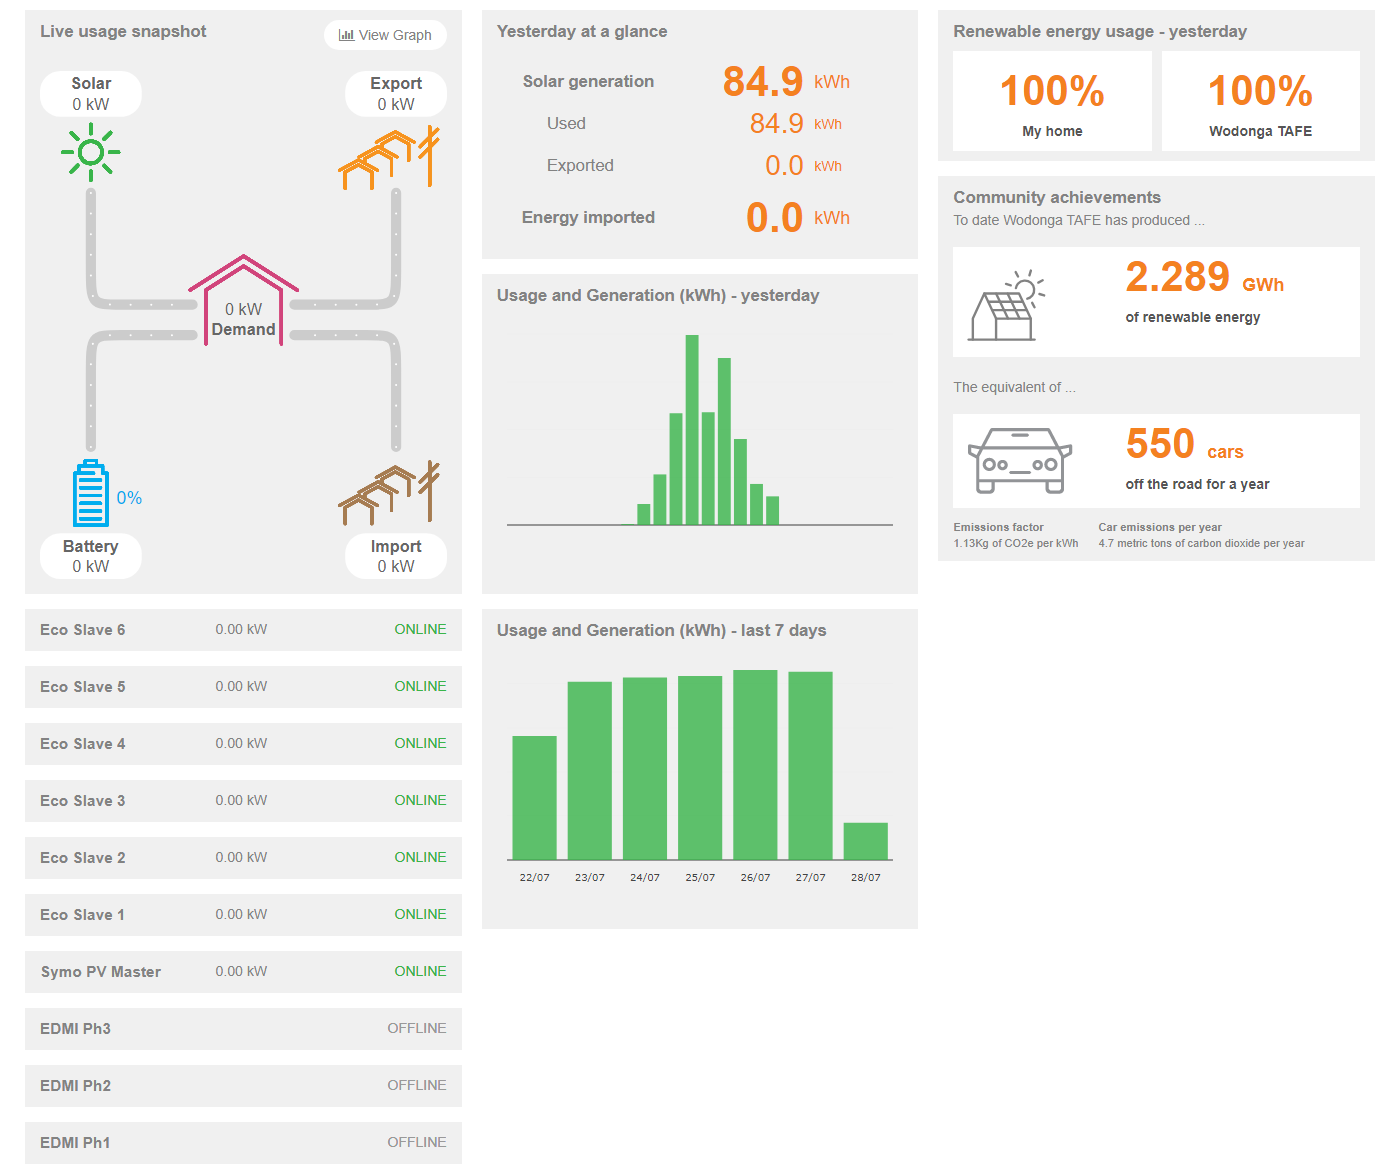 Live usage snapshot
View Graph
Solar
0 kW
Export
0 kW
0 kW
Demand
0%
Battery
0 kW
Import
0 kW
Eco Slave 6 0.00 kW ONLINE
Eco Slave 5 0.00 kW ONLINE
Eco Slave 4 0.00 kW ONLINE
Eco Slave 3 0.00 kW ONLINE
Eco Slave 2 0.00 kW ONLINE
Eco Slave 1 0.00 kW ONLINE
Symo PV Master 0.00 kW ONLINE
EDMI Ph3 OFFLINE
EDMI Ph2 OFFLINE
EDMI Ph1 OFFLINE
Yesterday at a glance
Solar generation 84.9 kWh
Used 84.9 kWh
Exported 0.0 kWh
Energy imported 0.0 kWh
Usage and Generation (kWh) - yesterday
Usage and Generation (kWh) - last 7 days
22/07 23/07 24/07 25/07 26/07 27/07 28/07
Renewable energy usage - yesterday
100%
My home
100%
Wodonga TAFE
Community achievements
To date Wodonga TAFE has produced ...
2.289 GWh
of renewable energy
The equivalent of ...
550 cars
off the road for a year
Emissions factor
1.13Kg of CO2e per kWh
Car emissions per year
4.7 metric tons of carbon dioxide per year